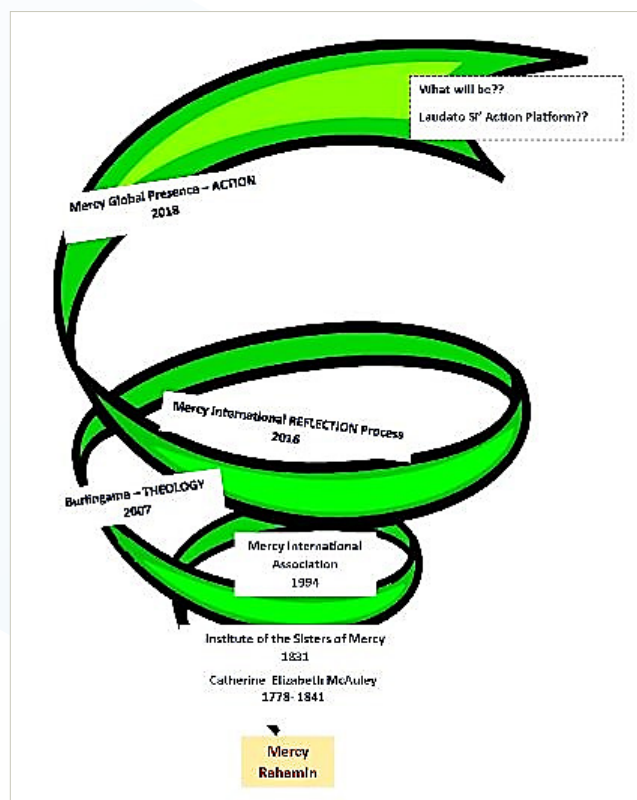 What will be??
Laudato Si' Action Platform??
Mercy Global Presence – ACTION
2018
Mercy International REFLECTION Process
2016
Burlingame – THEOLOGY
2007
Mercy International
Association
1994
Institute of the Sisters of Mercy
1831
Catherine Elizabeth McAuley
1778- 1841
Mercy
Rahamin